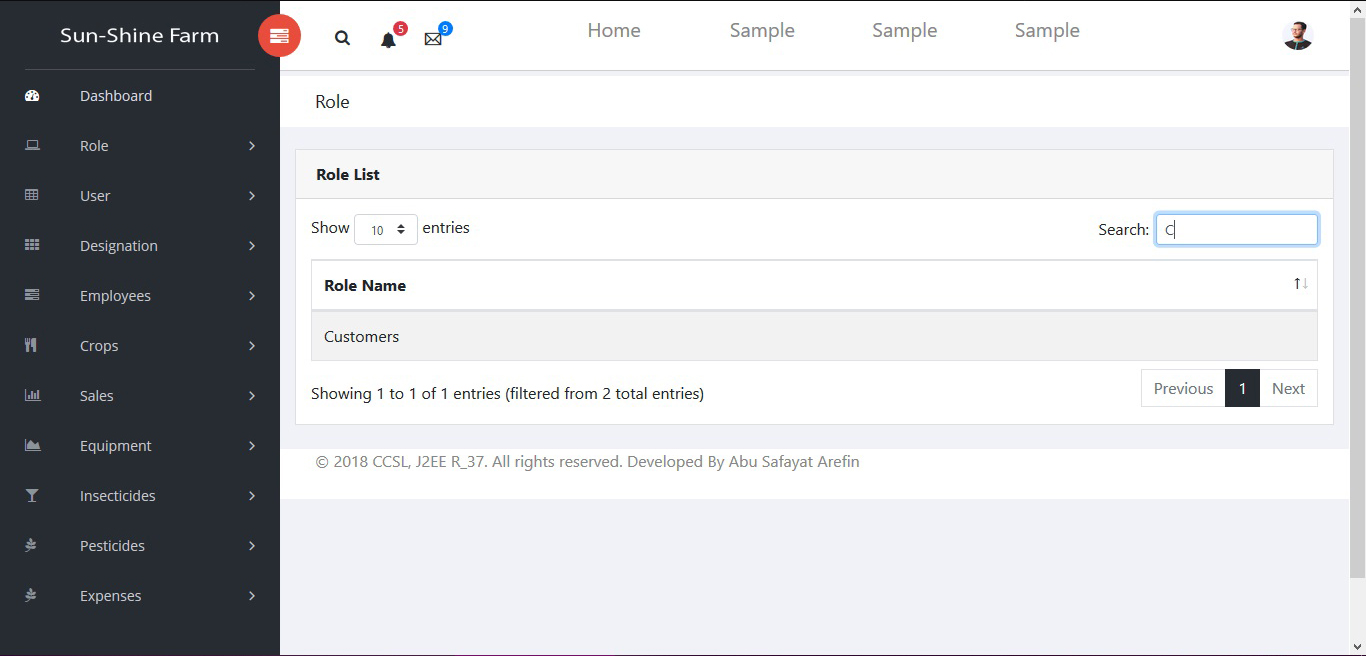 Sun-Shine Farm
5
9
Home
Sample
Sample
Sample
Dashboard
Role
User
Designation
Employees
Crops
Sales
Equipment
Insecticides
Pesticides
Expenses
Role
Role List
Show 10 entries
Search: C
Role Name
Customers
Showing 1 to 1 of 1 entries (filtered from 2 total entries)
Previous 1 Next
© 2018 CCSL, J2EE R_37. All rights reserved. Developed By Abu Safayat Arefin